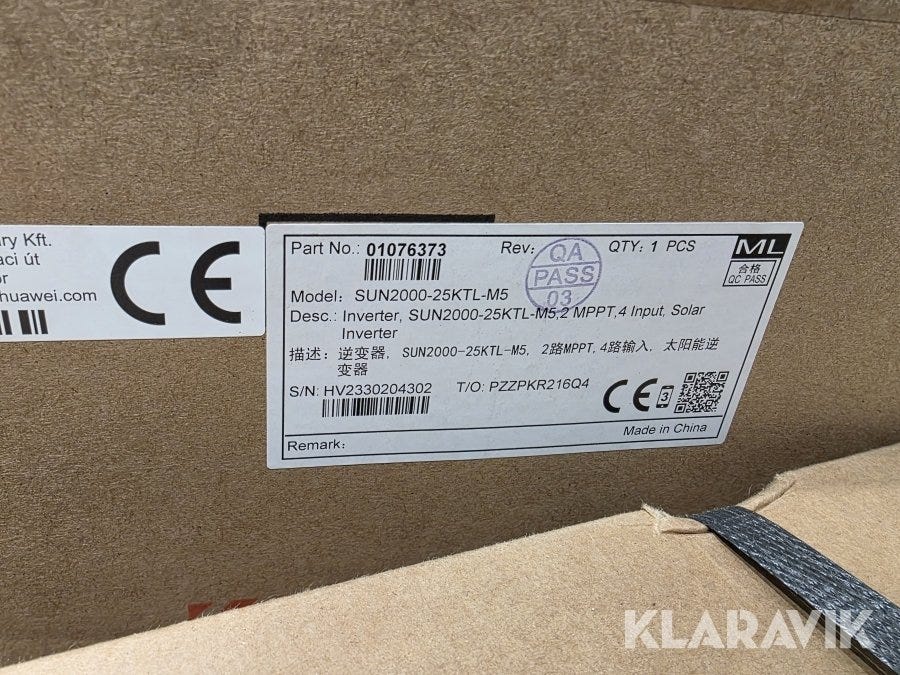 ary Kft.
aci út
or
huawei.com
CE
Part No.: 01076373
Rev:
QTY: 1 PCS
ML
合格
QC PASS
QA
PASS
03
Model: SUN2000-25KTL-M5
Desc.: Inverter, SUN2000-25KTL-M5,2 MPPT,4 Input, Solar
Inverter
描述: 逆变器, SUN2000-25KTL-M5, 2路MPPT,4路输入, 太阳能逆
变器
S/N: HV2330204302
T/O: PZZPKR216Q4
CE
3
Made in China
Remark:
KLARAVIK